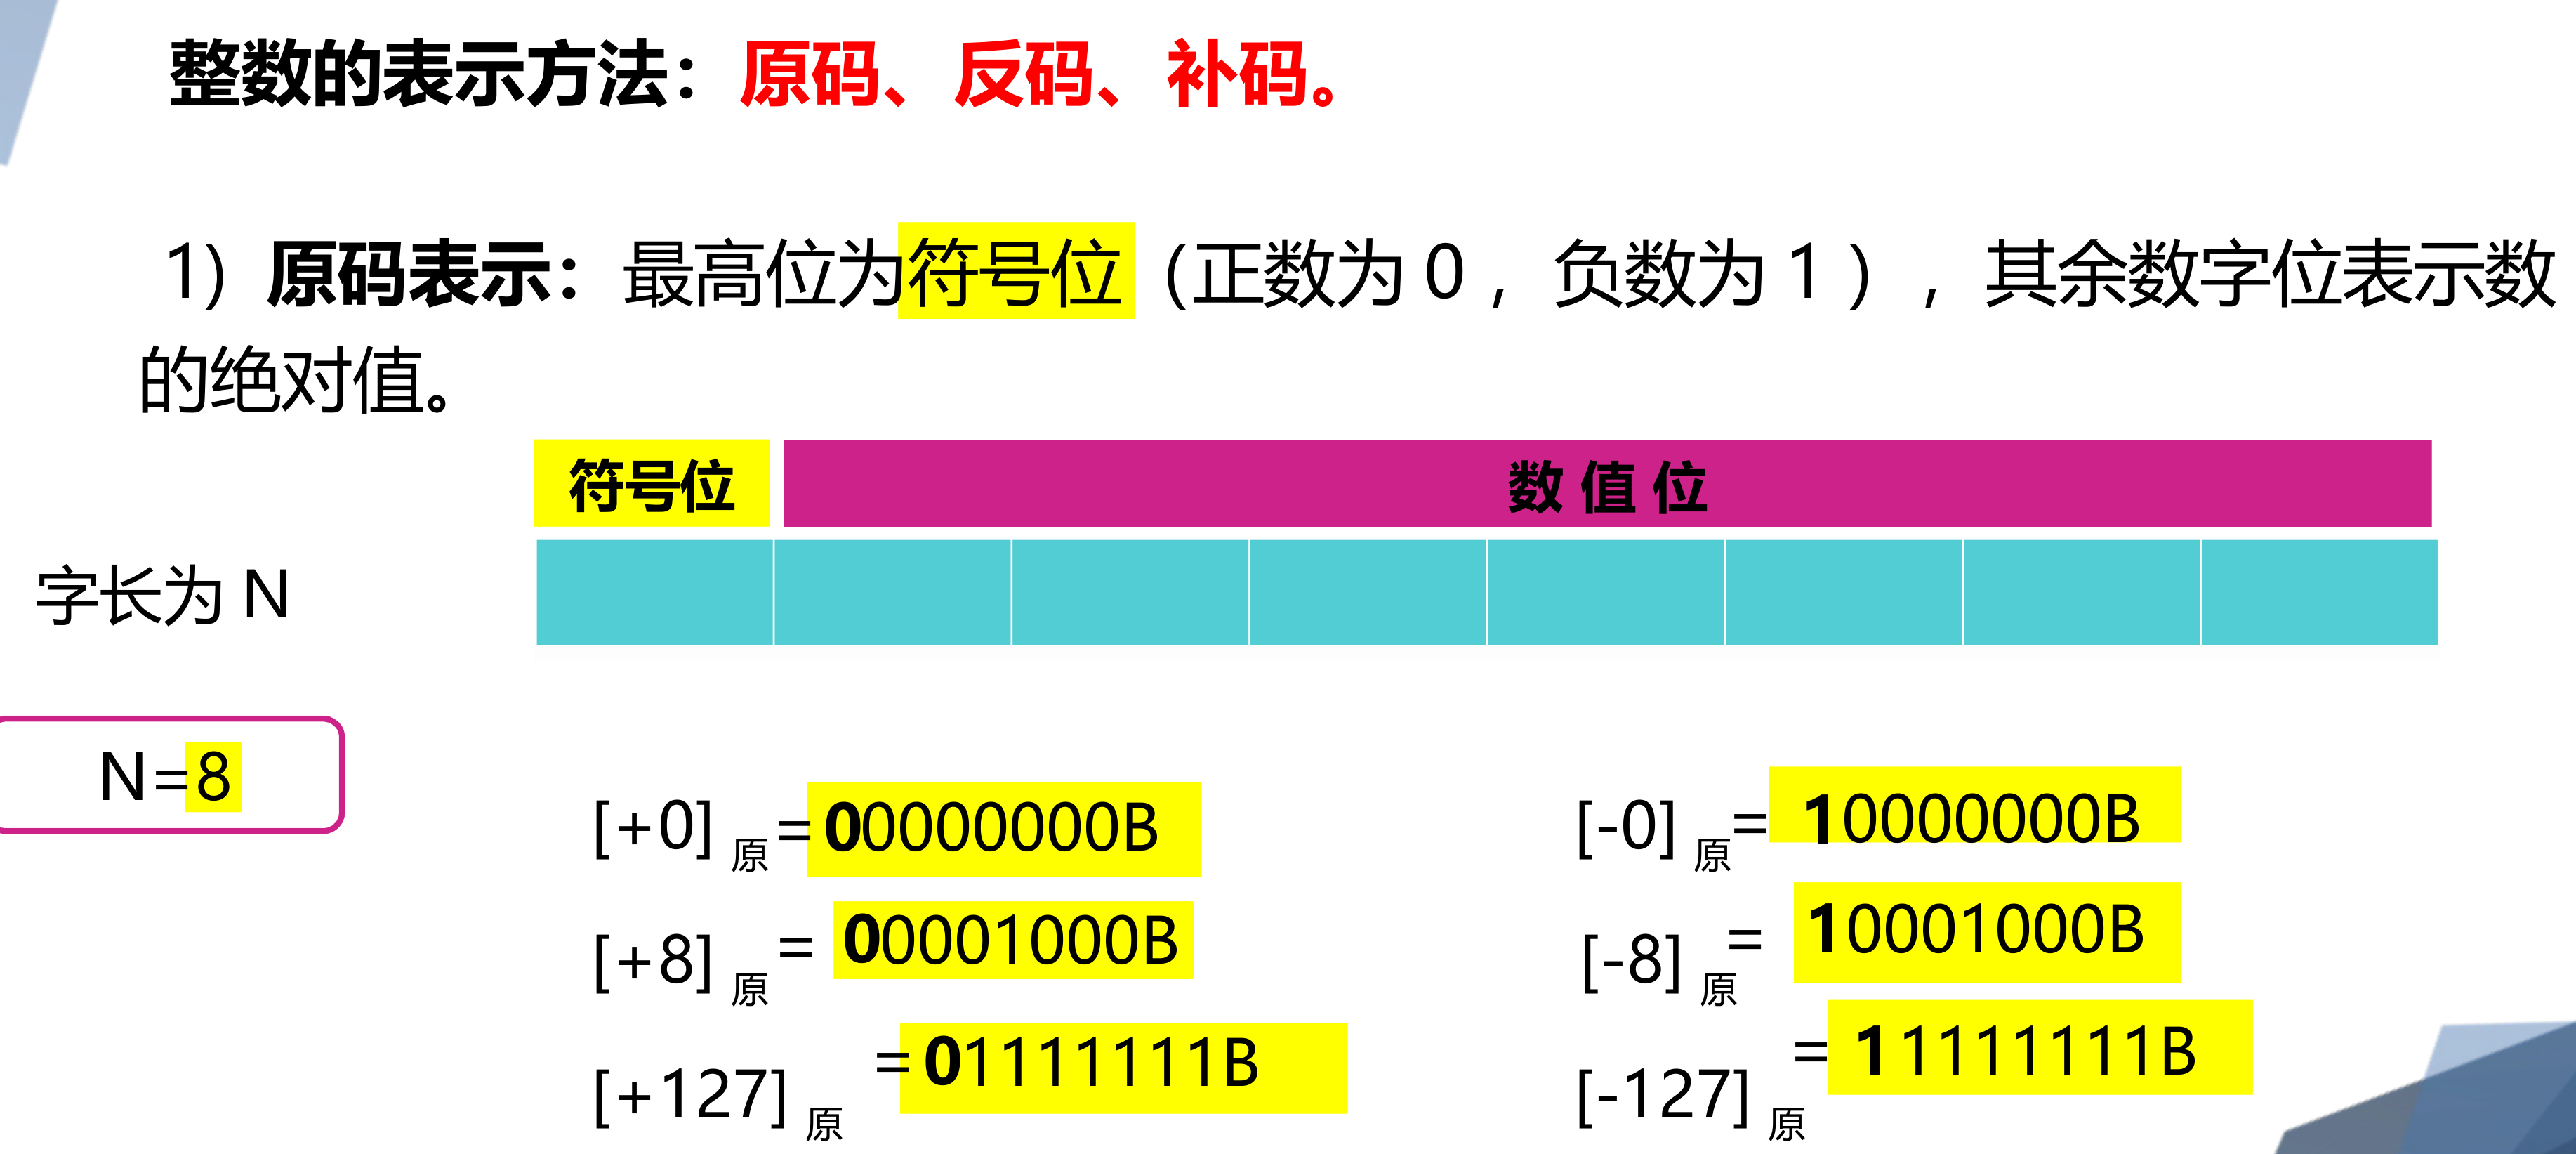 整数的表示方法：原码、反码、补码。
1）原码表示：最高位为符号位（正数为0，负数为1），其余数字位表示数
的绝对值。
符号位 数 值 位
字长为 N
N=8
[+0]原=00000000B [-0]原=10000000B
[+8]原=00001000B [-8]原=10001000B
[+127]原=01111111B [-127]原=11111111B